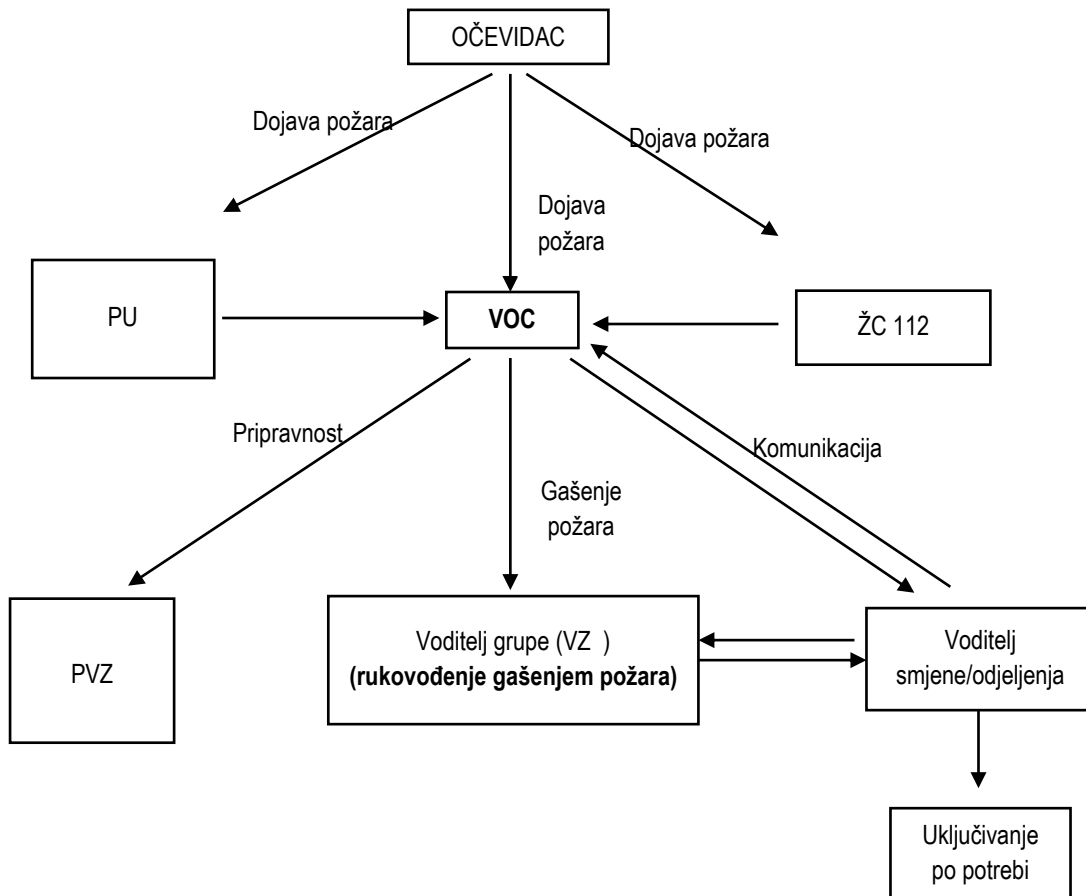 OČEVIDAC
Dojava požara
Dojava požara
Dojava
požara
PU
VOC
ŽC 112
Pripravnost
Komunikacija
Gašenje
požara
PVZ
Voditelj grupe (VZ )
(rukovođenje gašenjem požara)
Voditelj
smjene/odjeljenja
Uključivanje
po potrebi